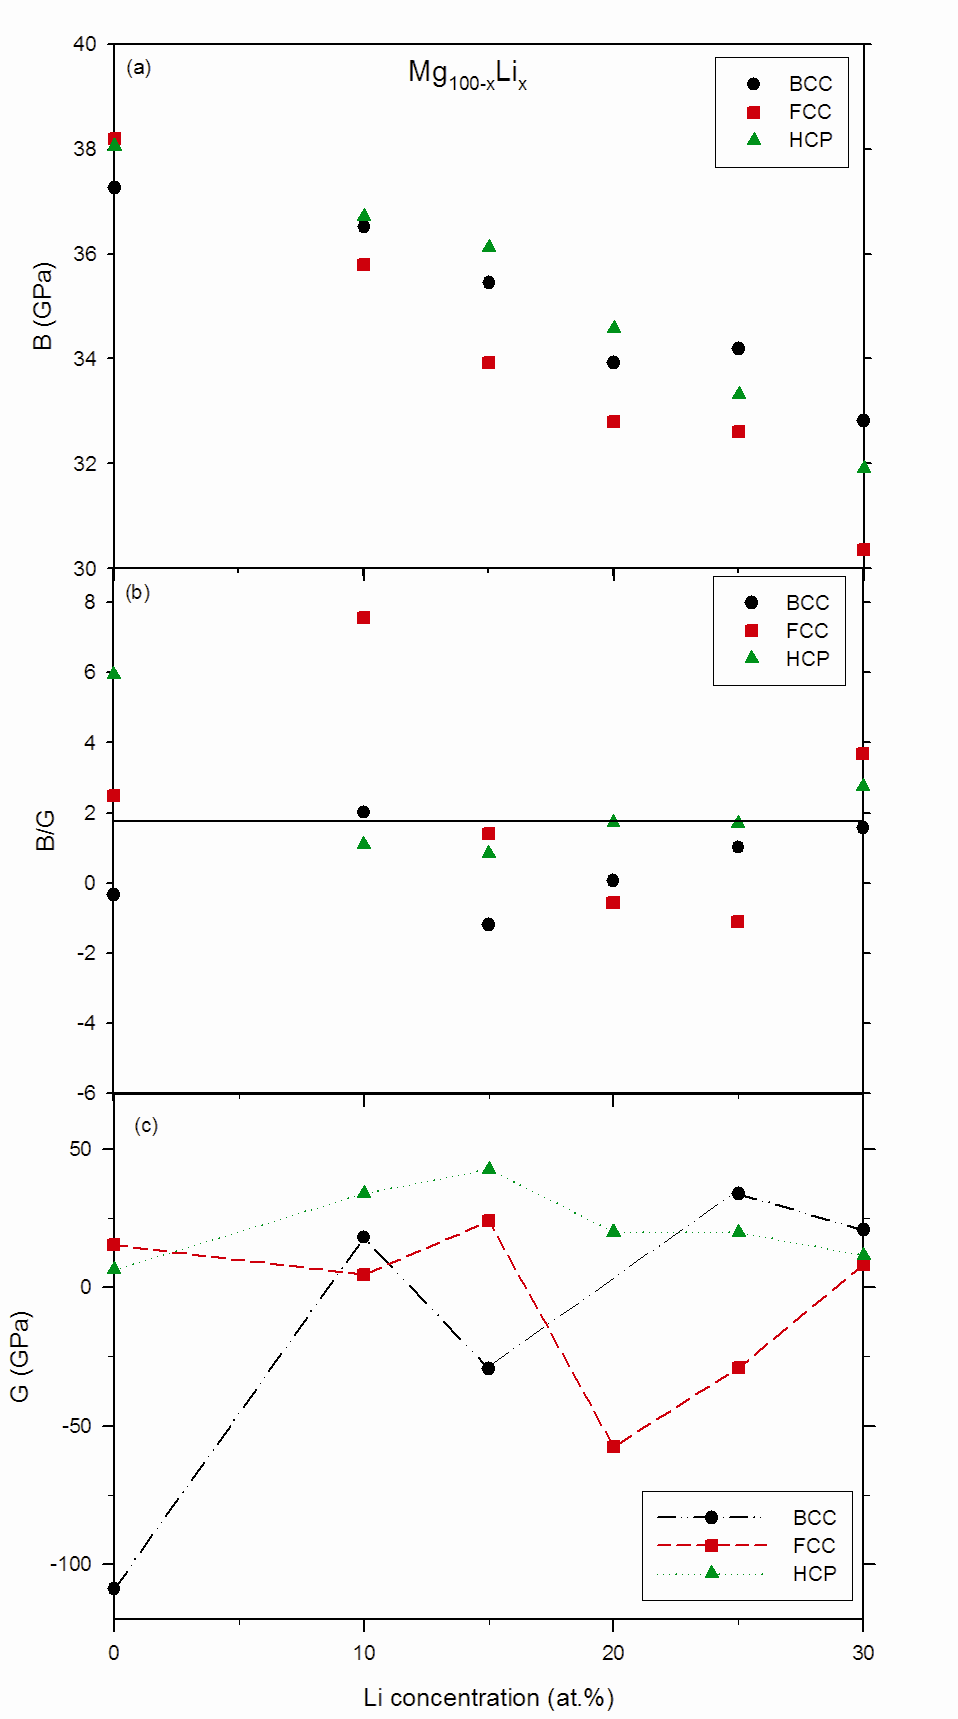 (a)
Mg100-xLix
BCC
FCC
HCP
40
38
36
34
32
30
B (GPa)
(b)
BCC
FCC
HCP
8
6
4
2
0
-2
-4
-6
B/G
(c)
50
0
-50
-100
G (GPa)
BCC
FCC
HCP
0 10 20 30
Li concentration (at.%)